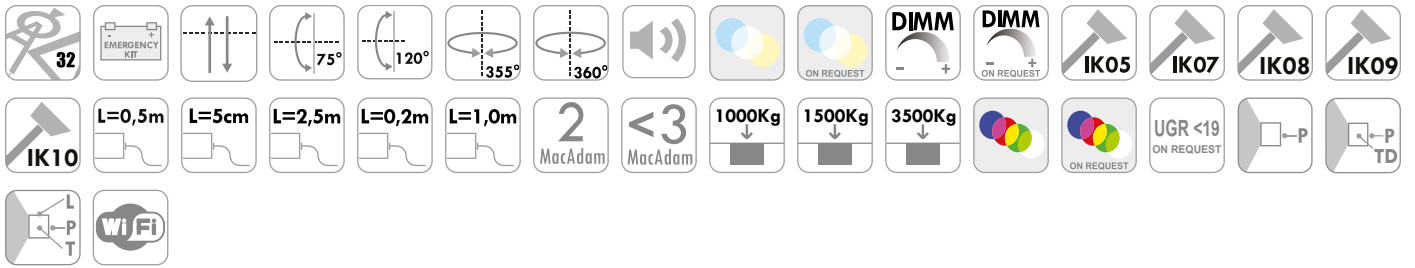 32
- +
EMERGENCY
KIT
75°
120°
355°
360°
ON REQUEST
DIMM
- +
DIMM
- +
ON REQUEST
IK05
IK07
IK08
IK09
IK10
L=0,5m
L=5cm
L=2,5m
L=0,2m
L=1,0m
2
MacAdam
<3
MacAdam
1000Kg
1500Kg
3500Kg
ON REQUEST
UGR <19
ON REQUEST
P
P
TD
L
P
T
WiFi